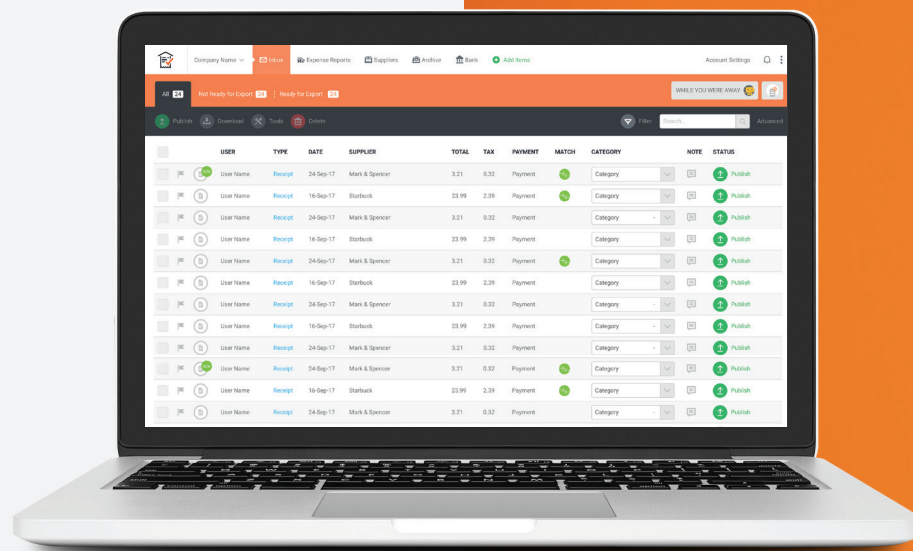 Company Name Inbox Expense Reports Suppliers Archive Bank Add items Account Settings
All 24 Not Ready for Export 24 Ready for Export 24 WHILE YOU WERE AWAY
Publish Download Tools Delete Filter Search... Advanced
USER TYPE DATE SUPPLIER TOTAL TAX PAYMENT MATCH CATEGORY NOTE STATUS
User Name Receipt 24-Sep-17 Mark & Spencer 3.21 0.32 Payment Category Publish
User Name Receipt 16-Sep-17 Starbuck 23.99 2.39 Payment Category Publish
User Name Receipt 24-Sep-17 Mark & Spencer 3.21 0.32 Payment Category Publish
User Name Receipt 16-Sep-17 Starbuck 23.99 2.39 Payment Category Publish
User Name Receipt 24-Sep-17 Mark & Spencer 3.21 0.32 Payment Category Publish
User Name Receipt 16-Sep-17 Starbuck 23.99 2.39 Payment Category Publish
User Name Receipt 24-Sep-17 Mark & Spencer 3.21 0.32 Payment Category Publish
User Name Receipt 16-Sep-17 Starbuck 23.99 2.39 Payment Category Publish
User Name Receipt 24-Sep-17 Mark & Spencer 3.21 0.32 Payment Category Publish
User Name Receipt 24-Sep-17 Mark & Spencer 3.21 0.32 Payment Category Publish
User Name Receipt 16-Sep-17 Starbuck 23.99 2.39 Payment Category Publish
User Name Receipt 24-Sep-17 Mark & Spencer 3.21 0.32 Payment Category Publish